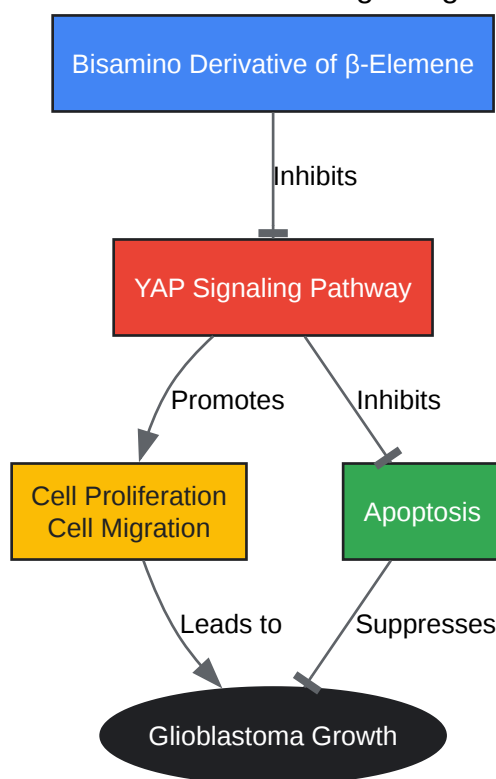 Bisamino Derivative of β-Elemene
Inhibits
YAP Signaling Pathway
Promotes
Inhibits
Cell Proliferation
Cell Migration
Apoptosis
Leads to
Suppresses
Glioblastoma Growth